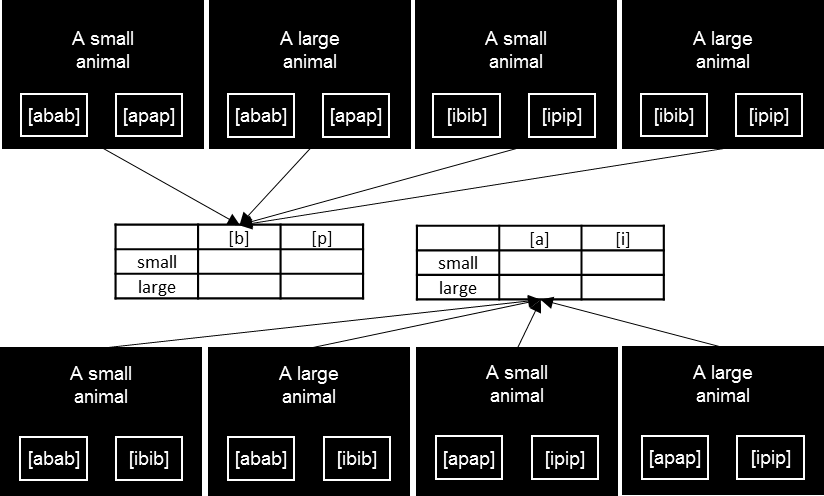 A small
animal
[abab] [apap]
A large
animal
[abab] [apap]
A small
animal
[ibib] [ipip]
A large
animal
[ibib] [ipip]
[b] [p]
small
large
[a] [i]
small
large
A small
animal
[abab] [ibib]
A large
animal
[abab] [ibib]
A small
animal
[apap] [ipip]
A large
animal
[apap] [ipip]